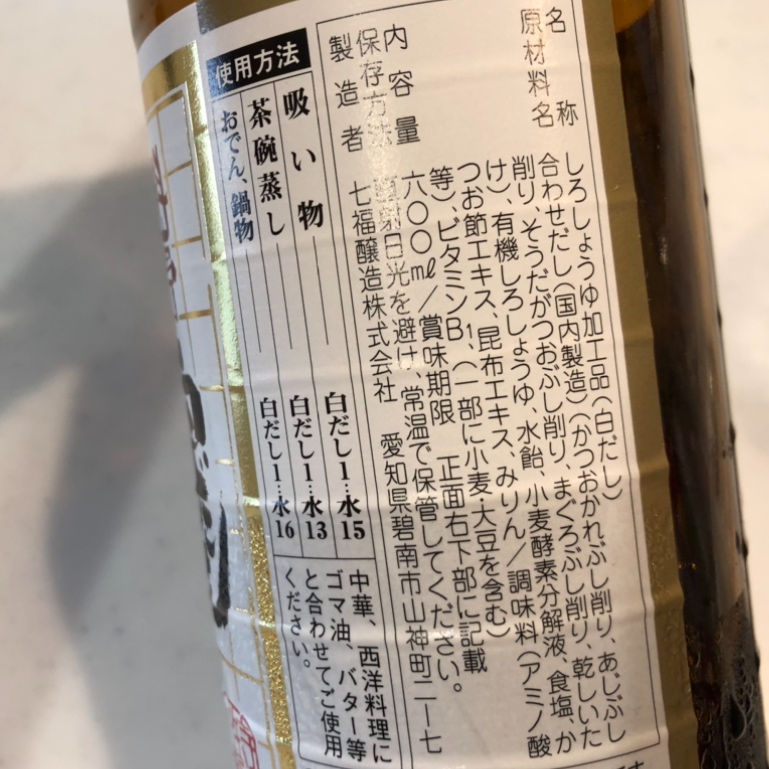 名称
しろしょうゆ加工品(白だし)
原材料名
合わせだし(国内製造)(かつおかれぶし削り、あじぶし
削り、そうだがつおぶし削り、まぐろぶし削り、乾しいた
け)、有機しろしょうゆ、水飴、小麦酵素分解液、食塩、か
つお節エキス、昆布エキス、みりん/調味料(アミノ酸
等)、ビタミンB1、(一部に小麦・大豆を含む)
内容量
六〇〇㎖/賞味期限 正面右下部に記載
保存方法
直射日光を避け、常温で保管してください。
製造者
七福醸造株式会社 愛知県碧南市山神町二ー七
使用方法
吸い物 白だし1:水15
茶碗蒸し 白だし1:水13
おでん、鍋物 白だし1:水16
中華、西洋料理に
ゴマ油、バター等
と合わせてご使用
ください。